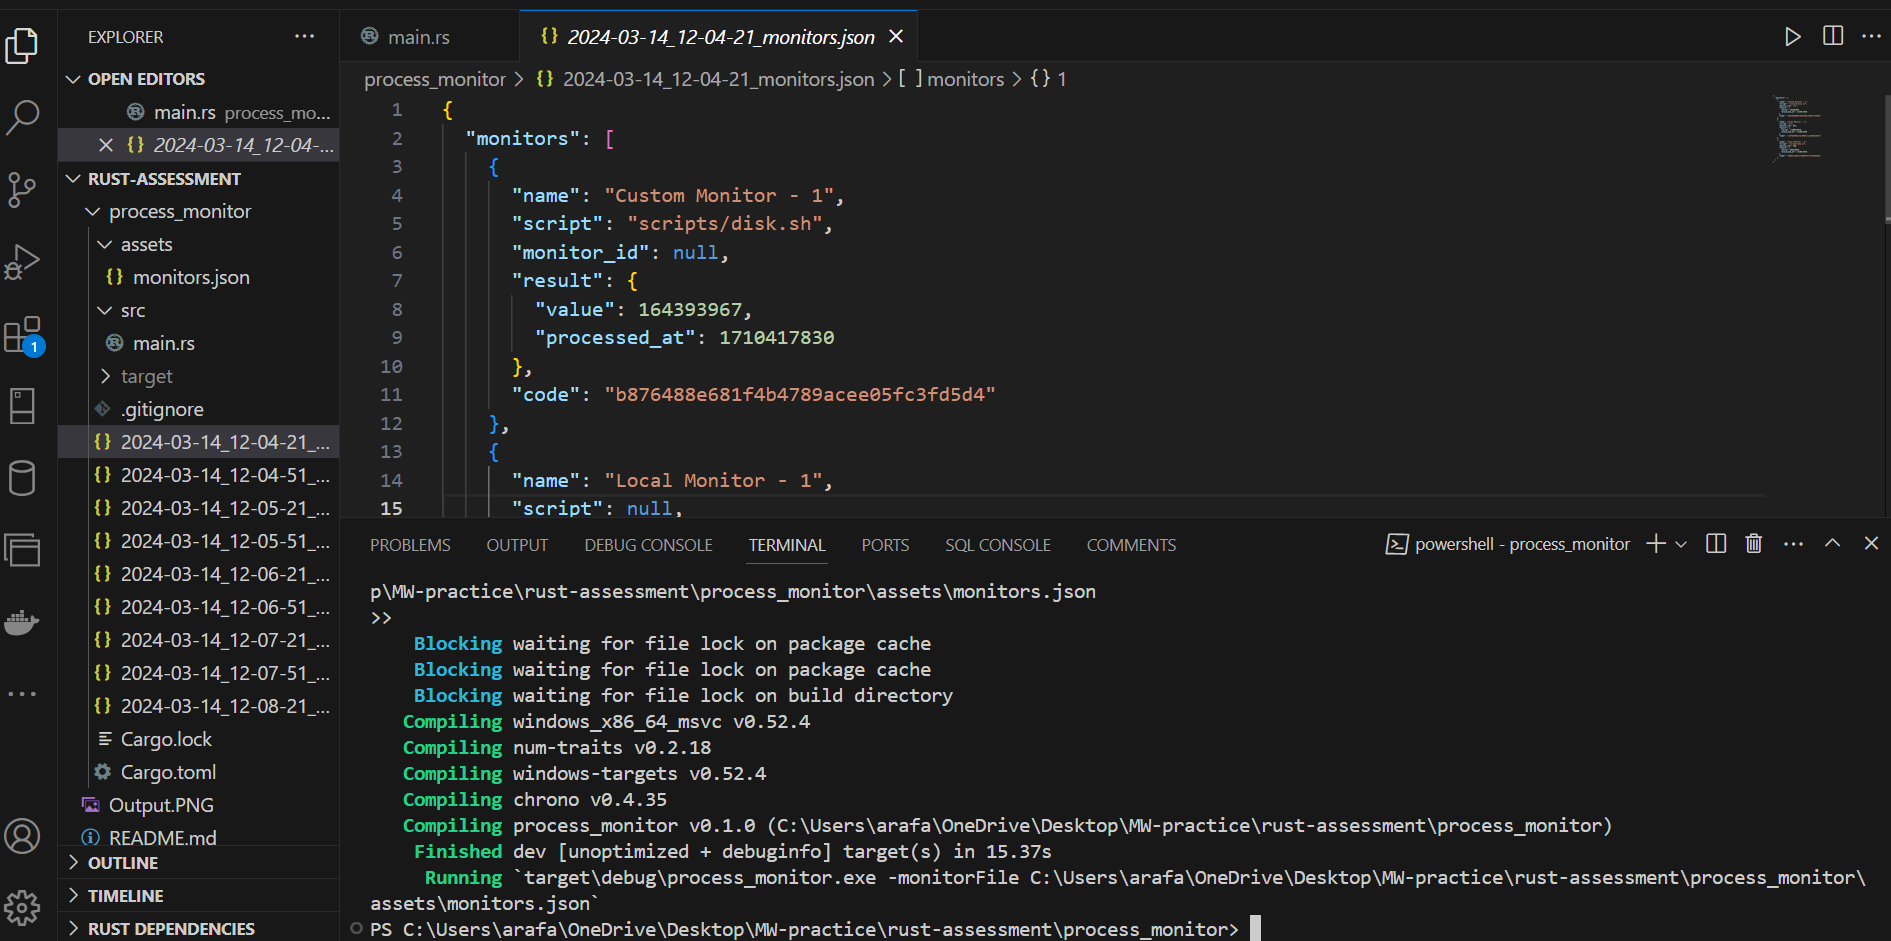 EXPLORER
OPEN EDITORS
main.rs process_mo...
2024-03-14_12-04-...
RUST-ASSESSMENT
process_monitor
assets
{} monitors.json
src
main.rs
target
.gitignore
{} 2024-03-14_12-04-21_...
{} 2024-03-14_12-04-51_...
{} 2024-03-14_12-05-21_...
{} 2024-03-14_12-05-51_...
{} 2024-03-14_12-06-21_...
{} 2024-03-14_12-06-51_...
{} 2024-03-14_12-07-21_...
{} 2024-03-14_12-07-51_...
{} 2024-03-14_12-08-21_...
Cargo.lock
Cargo.toml
Output.PNG
README.md
OUTLINE
TIMELINE
RUST DEPENDENCIES
1
main.rs
{} 2024-03-14_12-04-21_monitors.json
process_monitor > {} 2024-03-14_12-04-21_monitors.json > [ ] monitors > {} 1
1 {
2 "monitors": [
3 {
4 "name": "Custom Monitor - 1",
5 "script": "scripts/disk.sh",
6 "monitor_id": null,
7 "result": {
8 "value": 164393967,
9 "processed_at": 1710417830
10 },
11 "code": "b876488e681f4b4789acee05fc3fd5d4"
12 },
13 {
14 "name": "Local Monitor - 1",
15 "script": null,
PROBLEMS OUTPUT DEBUG CONSOLE TERMINAL PORTS SQL CONSOLE COMMENTS
powershell - process_monitor
p\MW-practice\rust-assessment\process_monitor\assets\monitors.json
>>
Blocking waiting for file lock on package cache
Blocking waiting for file lock on package cache
Blocking waiting for file lock on build directory
Compiling windows_x86_64_msvc v0.52.4
Compiling num-traits v0.2.18
Compiling windows-targets v0.52.4
Compiling chrono v0.4.35
Compiling process_monitor v0.1.0 (C:\Users\arafa\OneDrive\Desktop\MW-practice\rust-assessment\process_monitor)
Finished dev [unoptimized + debuginfo] target(s) in 15.37s
Running `target\debug\process_monitor.exe -monitorFile C:\Users\arafa\OneDrive\Desktop\MW-practice\rust-assessment\process_monitor\
assets\monitors.json`
PS C:\Users\arafa\OneDrive\Desktop\MW-practice\rust-assessment\process_monitor>